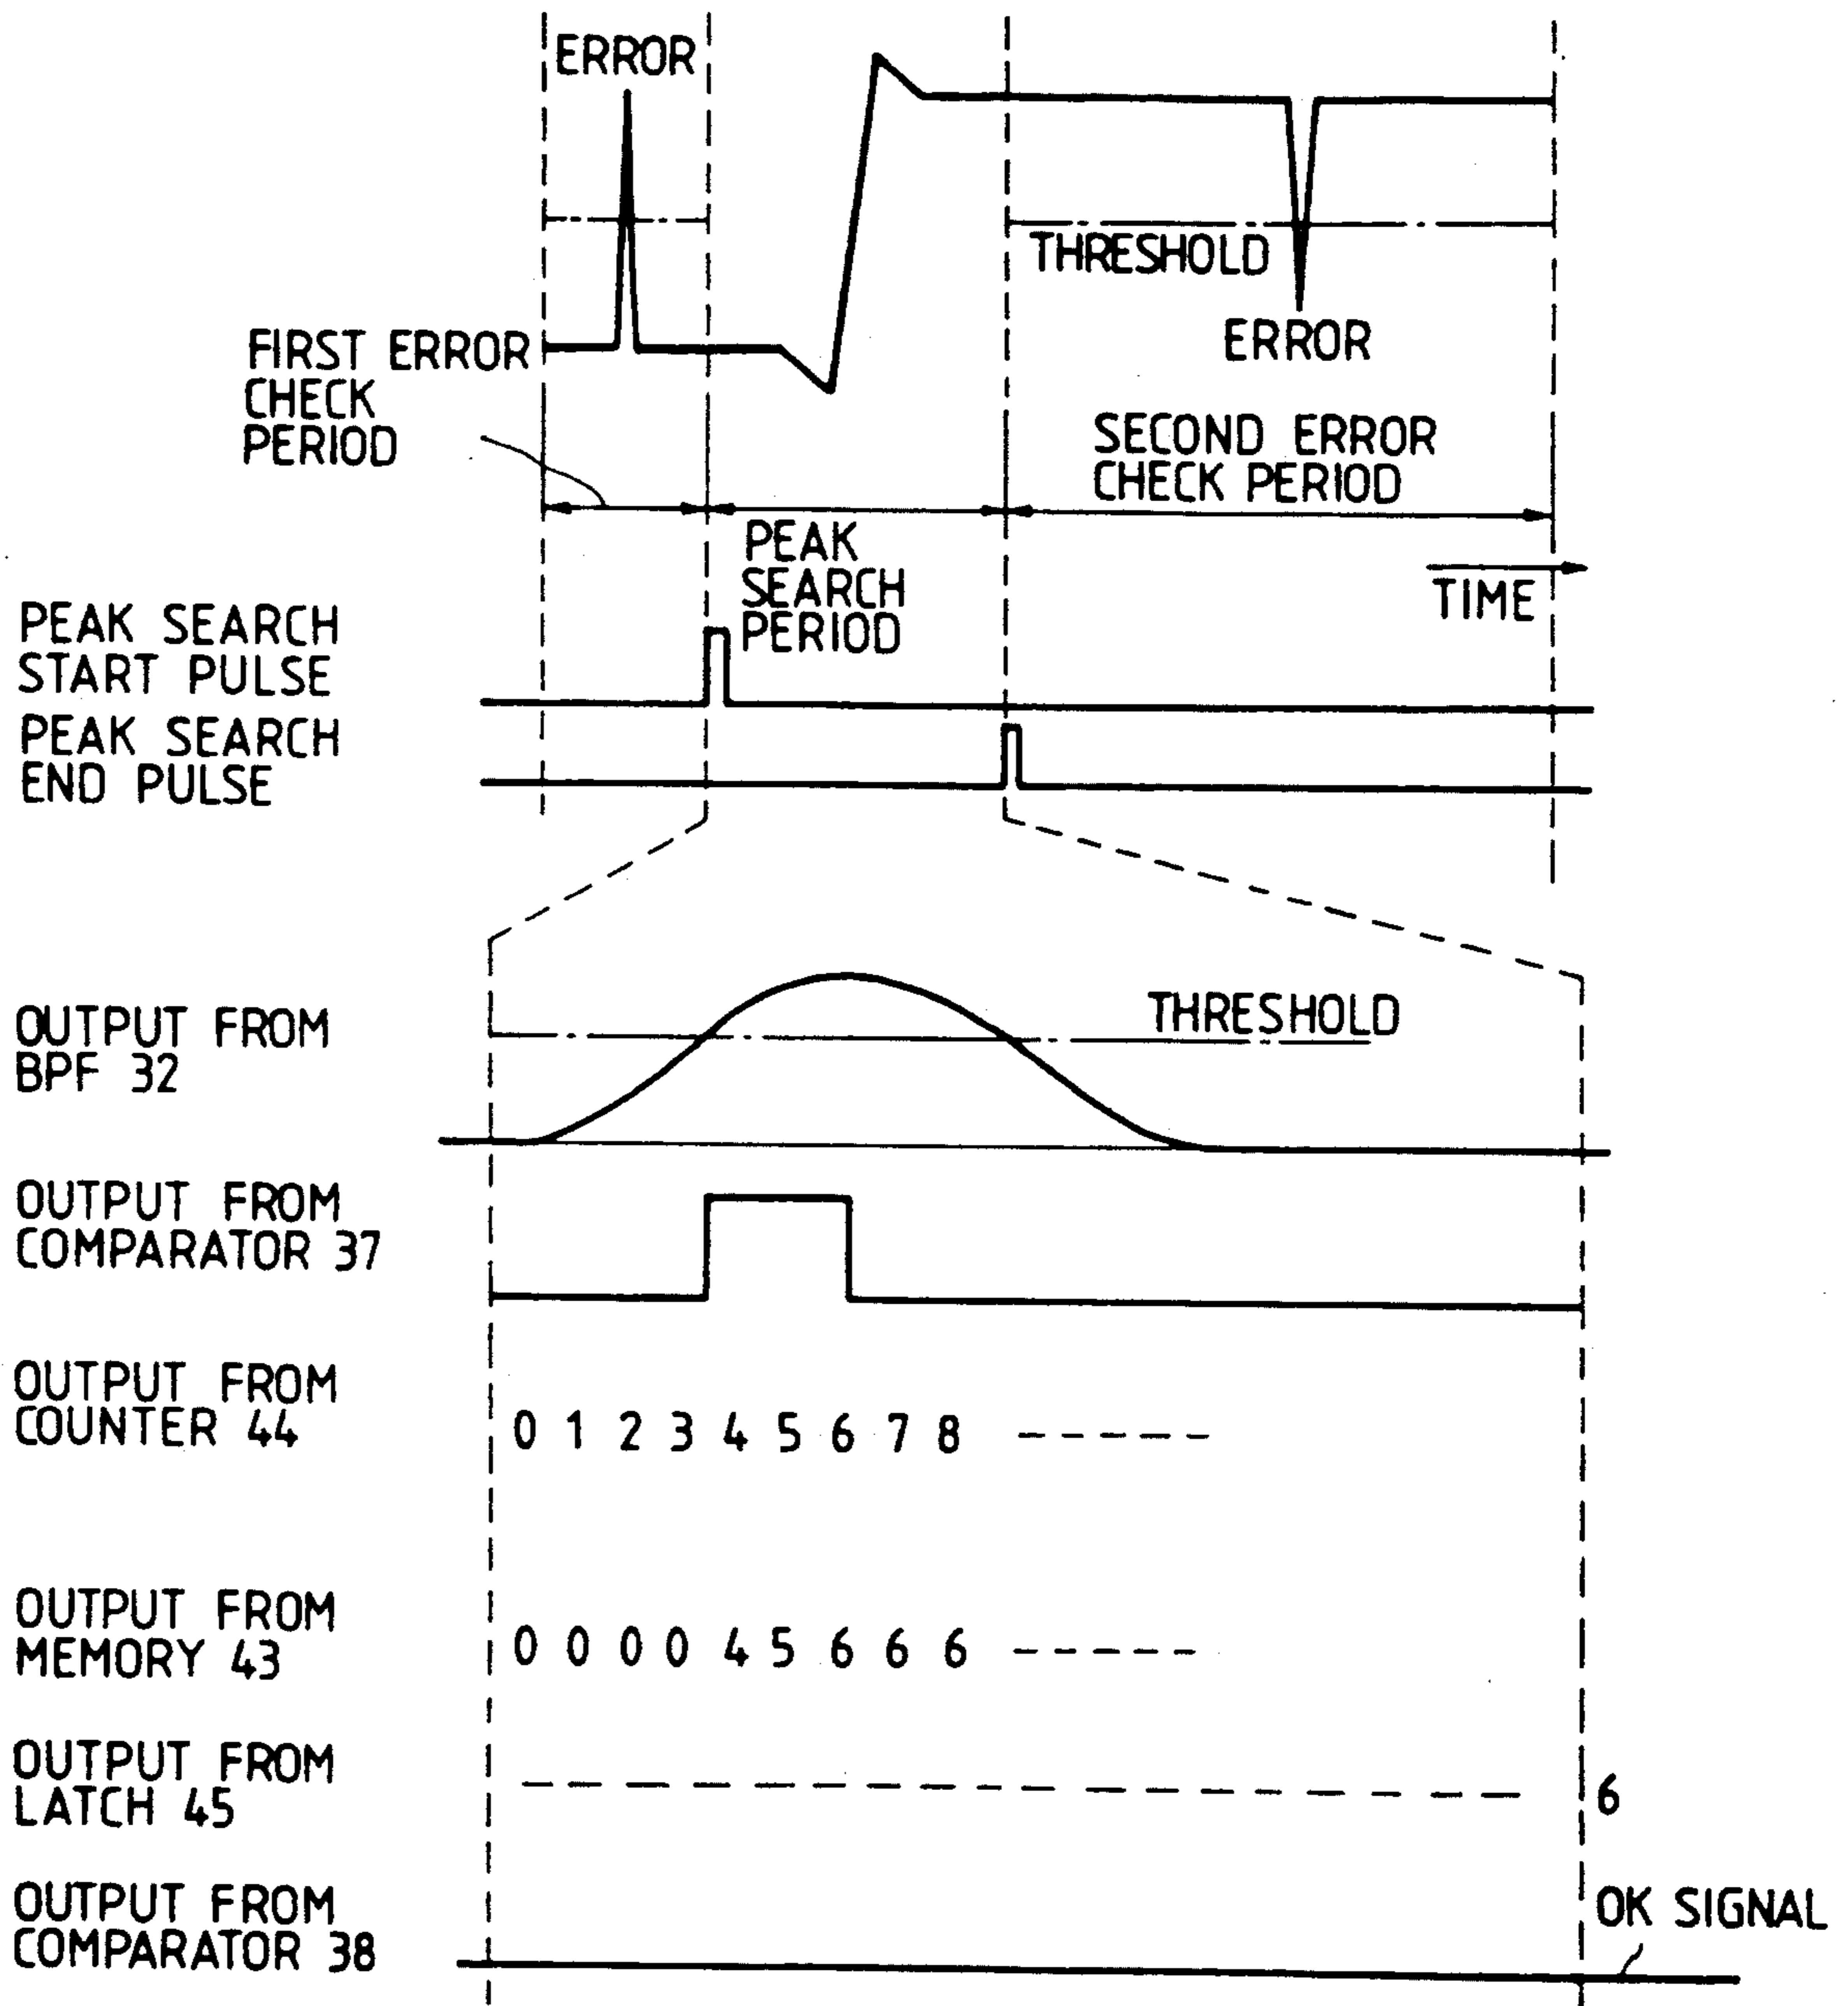 ERROR
THRESHOLD
ERROR
FIRST ERROR
CHECK
PERIOD
SECOND ERROR
CHECK PERIOD
PEAK
SEARCH
PERIOD
TIME
PEAK SEARCH
START PULSE
PEAK SEARCH
END PULSE
OUTPUT FROM
BPF 32
THRESHOLD
OUTPUT FROM
COMPARATOR 37
OUTPUT FROM
COUNTER 44
0 1 2 3 4 5 6 7 8
OUTPUT FROM
MEMORY 43
0 0 0 0 4 5 6 6 6
OUTPUT FROM
LATCH 45
6
OUTPUT FROM
COMPARATOR 38
OK SIGNAL